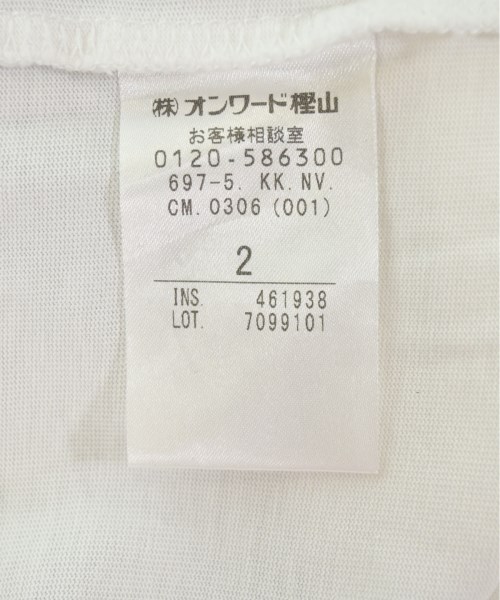 ㈱オンワード樫山
お客様相談室
0120-586300
697-5. KK. NV.
CM. 0306 (001)
2
INS. 461938
LOT. 7099101